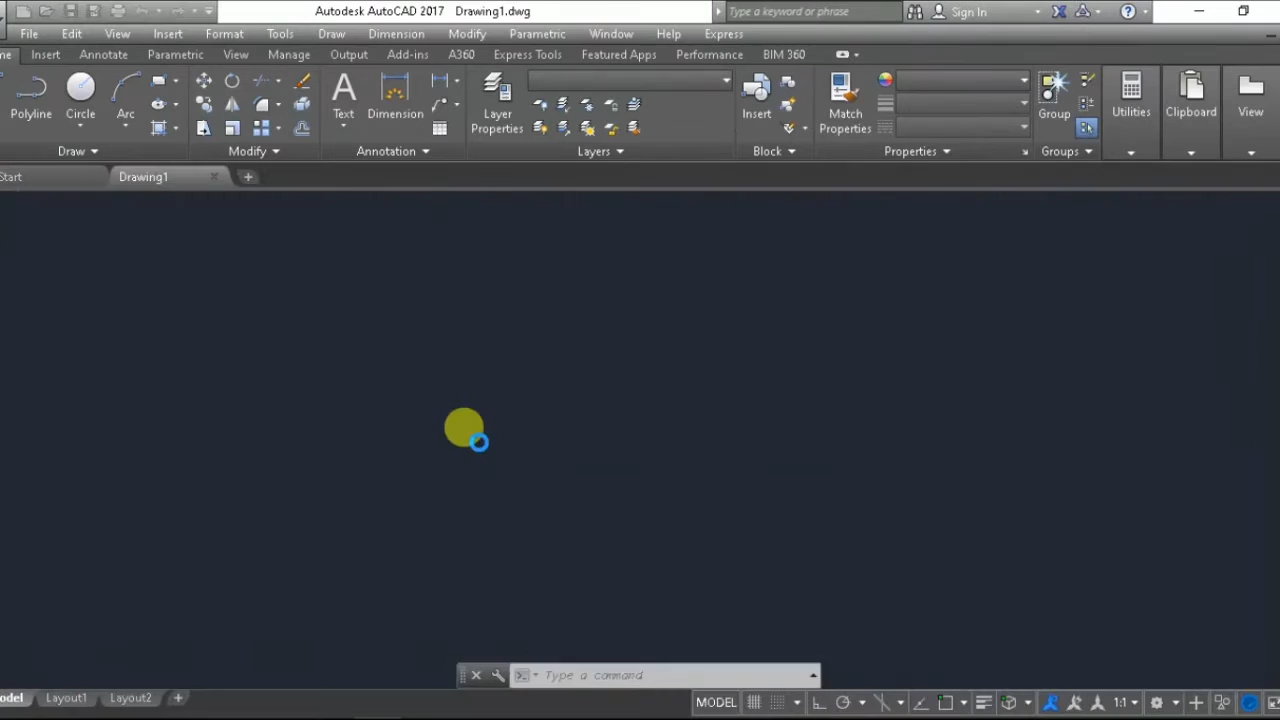 Autodesk AutoCAD 2017 Drawing1.dwg Type a keyword or phrase Sign In
File Edit View Insert Format Tools Draw Dimension Modify Parametric Window Help Express
me Insert Annotate Parametric View Manage Output Add-ins A360 Express Tools Featured Apps Performance BIM 360
Polyline Circle Arc Text Dimension Layer Properties Insert Match Properties Group Utilities Clipboard View
Draw Modify Annotation Layers Block Properties Groups
Start Drawing1
Type a command
odel Layout1 Layout2 MODEL 1:1